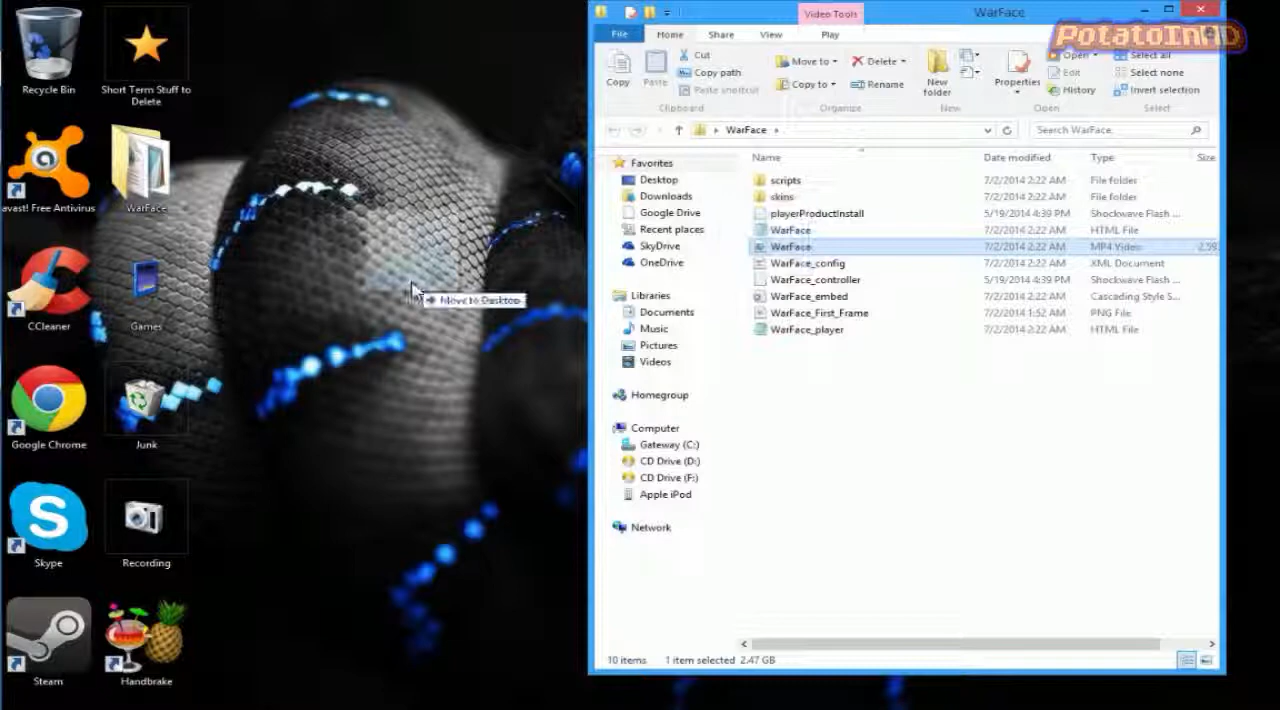 Recycle Bin
Short Term Stuff to
Delete
avast! Free Antivirus
WarFace
CCleaner
Games
Google Chrome
Junk
Skype
Recording
Steam
Handbrake
Move to Desktop
Video Tools
WarFace
PotatoInHD
File
Home
Share
View
Play
Copy
Paste
Cut
Copy path
Paste shortcut
Clipboard
Move to
Copy to
Delete
Rename
Organize
New
folder
New
Properties
Open
Edit
History
Open
Select all
Select none
Invert selection
Select
WarFace
Search WarFace
Favorites
Desktop
Downloads
Google Drive
Recent places
SkyDrive
OneDrive
Libraries
Documents
Music
Pictures
Videos
Homegroup
Computer
Gateway (C:)
CD Drive (D:)
CD Drive (F:)
Apple iPod
Network
Name Date modified Type Size
scripts 7/2/2014 2:22 AM File folder
skins 7/2/2014 2:22 AM File folder
playerProductInstall 5/19/2014 4:39 PM Shockwave Flash ...
WarFace 7/2/2014 2:22 AM HTML File
WarFace 7/2/2014 2:22 AM MP4 Video 2,59
WarFace_config 7/2/2014 2:22 AM XML Document
WarFace_controller 5/19/2014 4:39 PM Shockwave Flash ...
WarFace_embed 7/2/2014 2:22 AM Cascading Style S...
WarFace_First_Frame 7/2/2014 1:52 AM PNG File
WarFace_player 7/2/2014 2:22 AM HTML File
10 items 1 item selected 2.47 GB